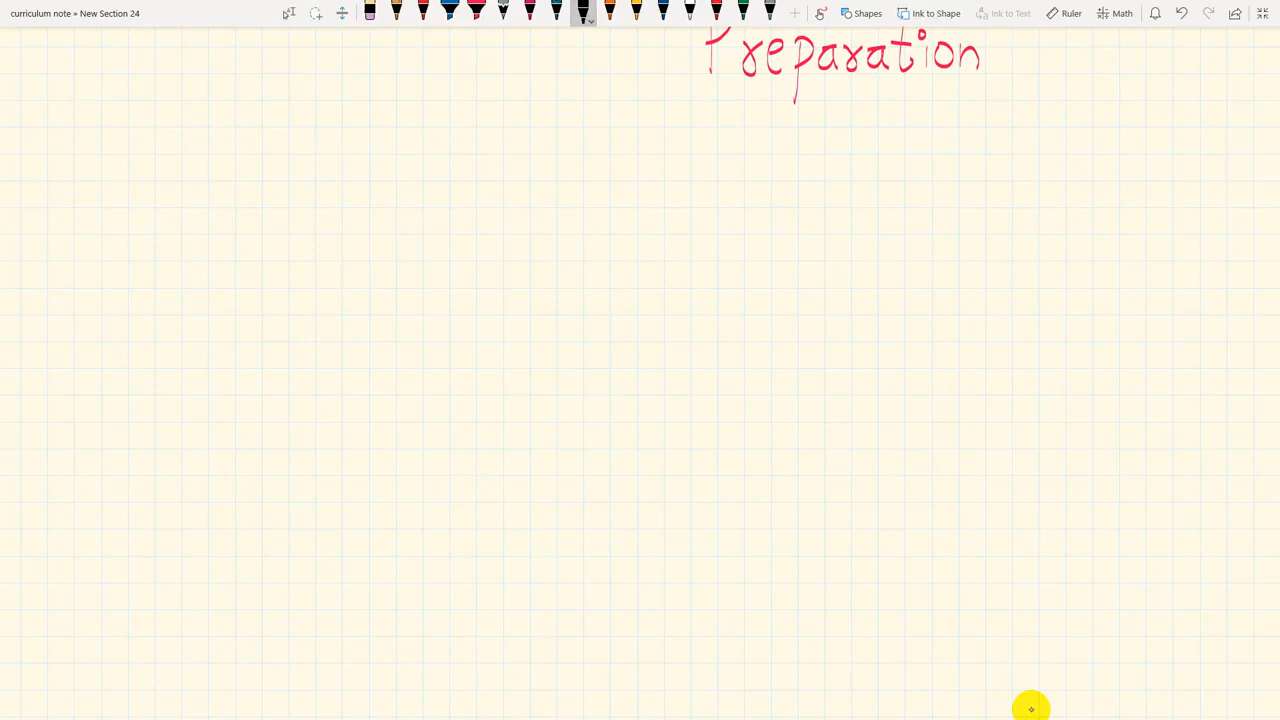 curriculum note » New Section 24
Shapes
Ink to Shape
Ink to Text
Ruler
Math
Preparation